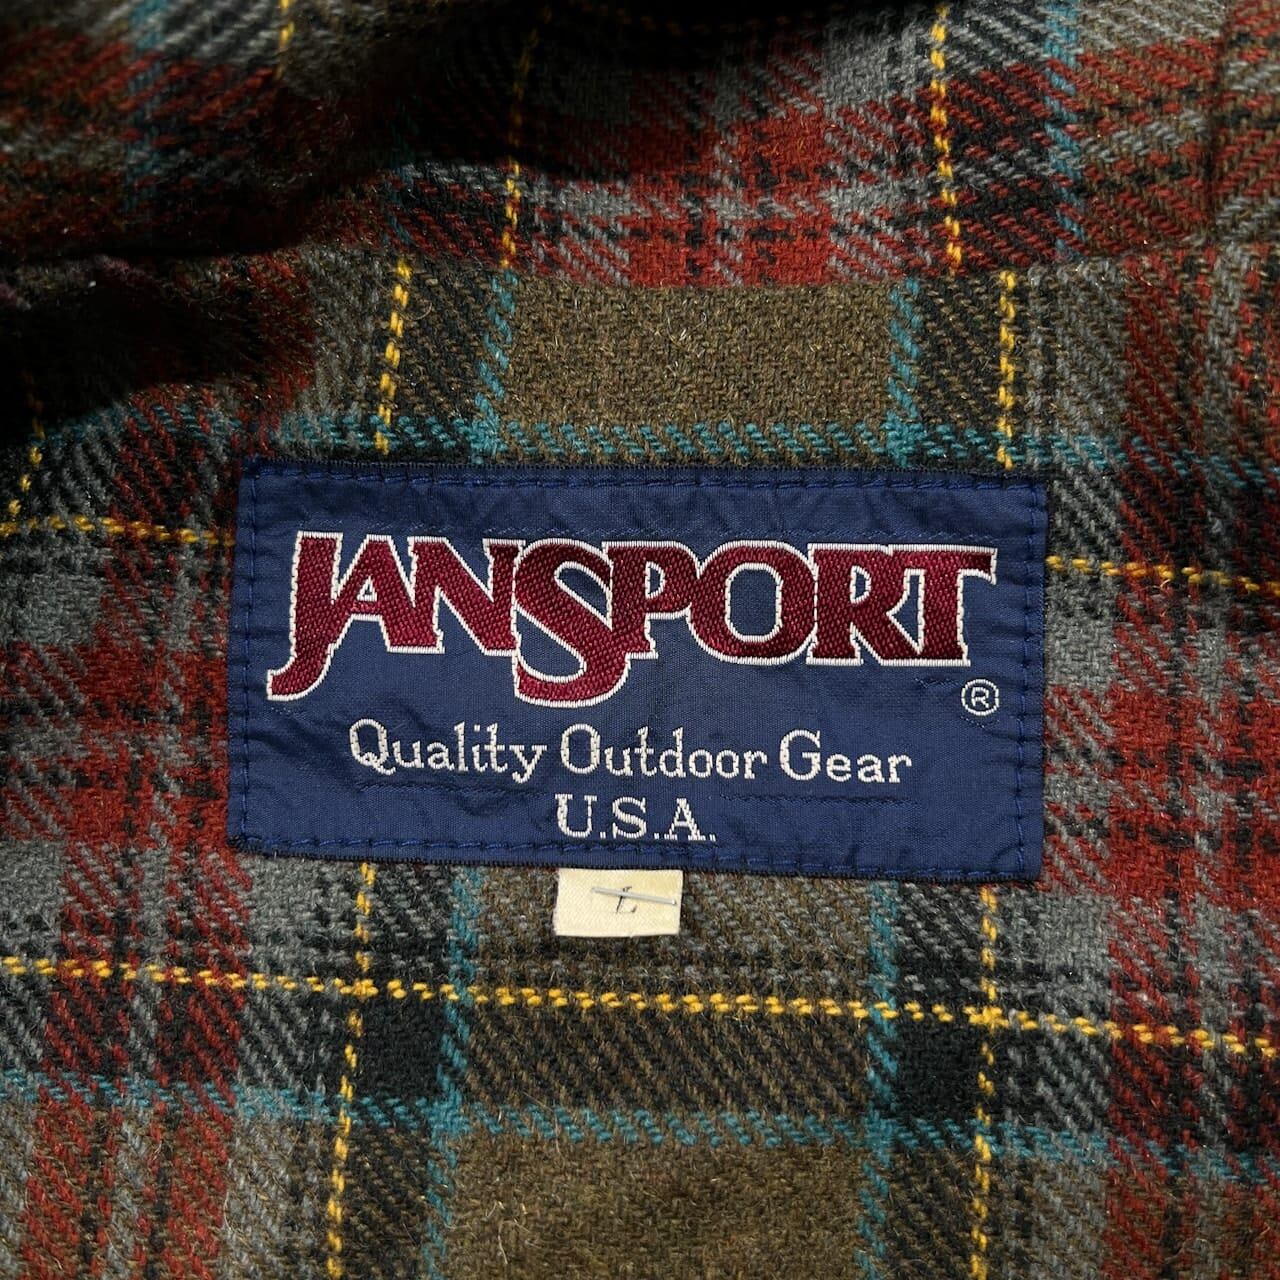 JANSPORT
®
Quality Outdoor Gear
U.S.A.
L